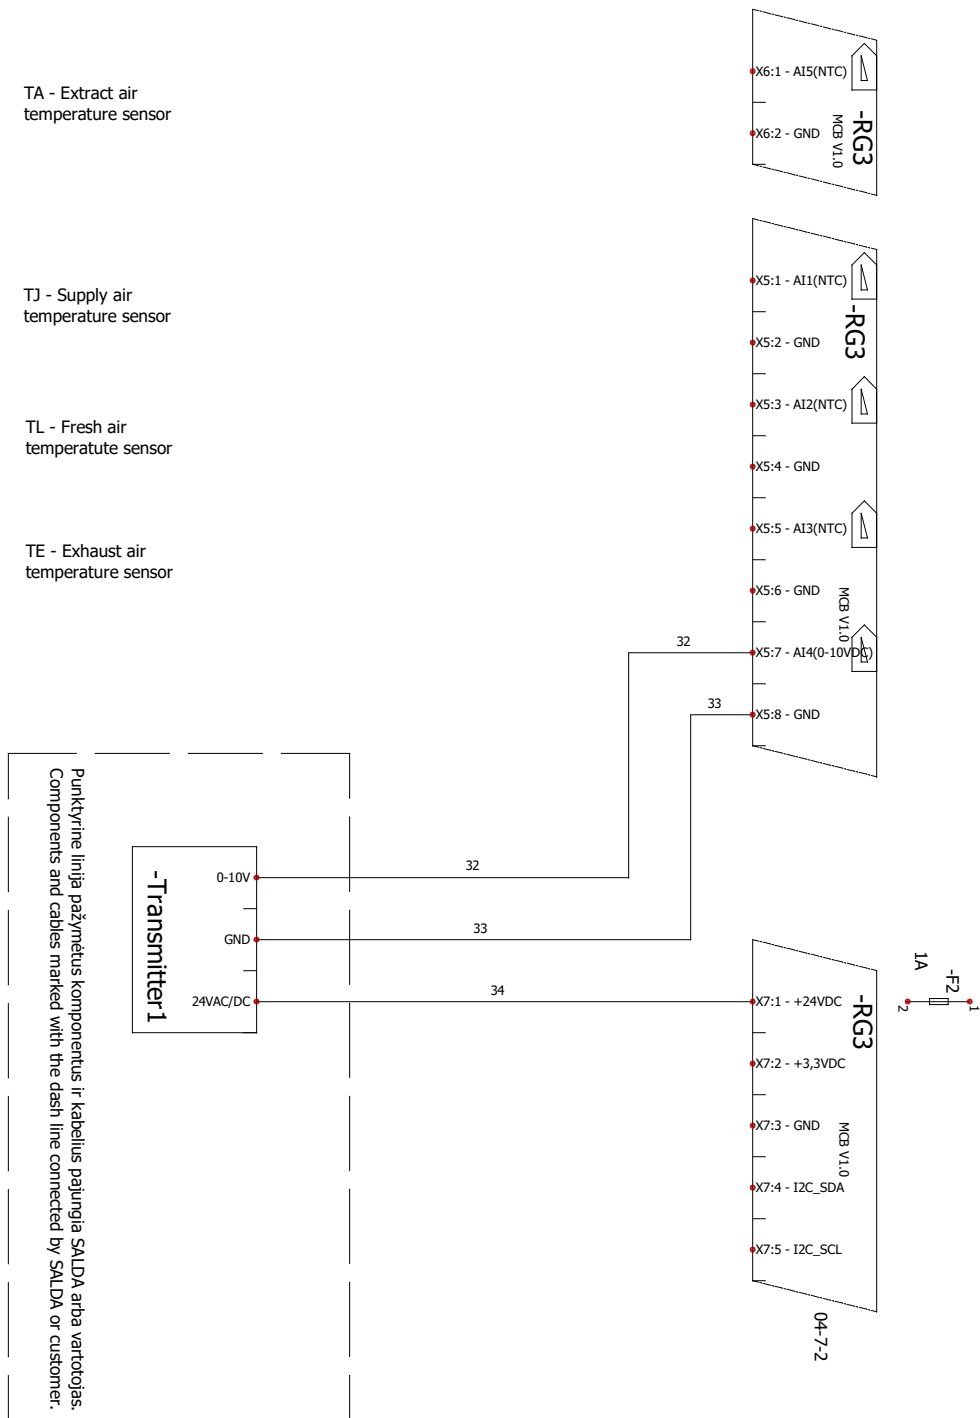 TA - Extract air
temperature sensor
TJ - Supply air
temperature sensor
TL - Fresh air
temperatute sensor
TE - Exhaust air
temperature sensor
X6:1 - AI5(NTC)
X6:2 - GND
-RG3
MCB V1.0
X5:1 - AI1(NTC)
X5:2 - GND
X5:3 - AI2(NTC)
X5:4 - GND
X5:5 - AI3(NTC)
X5:6 - GND
X5:7 - AI4(0-10VDC)
X5:8 - GND
-RG3
MCB V1.0
32
33
32
33
34
0-10V
GND
24VAC/DC
-Transmitter1
X7:1 - +24VDC
X7:2 - +3,3VDC
X7:3 - GND
X7:4 - I2C_SDA
X7:5 - I2C_SCL
-RG3
MCB V1.0
04-7-2
-F2
1A
1
2
Punktyrine linija pažymėtus komponentus ir kabelius pajungia SALDA arba vartotojas.
Components and cables marked with the dash line connected by SALDA or customer.